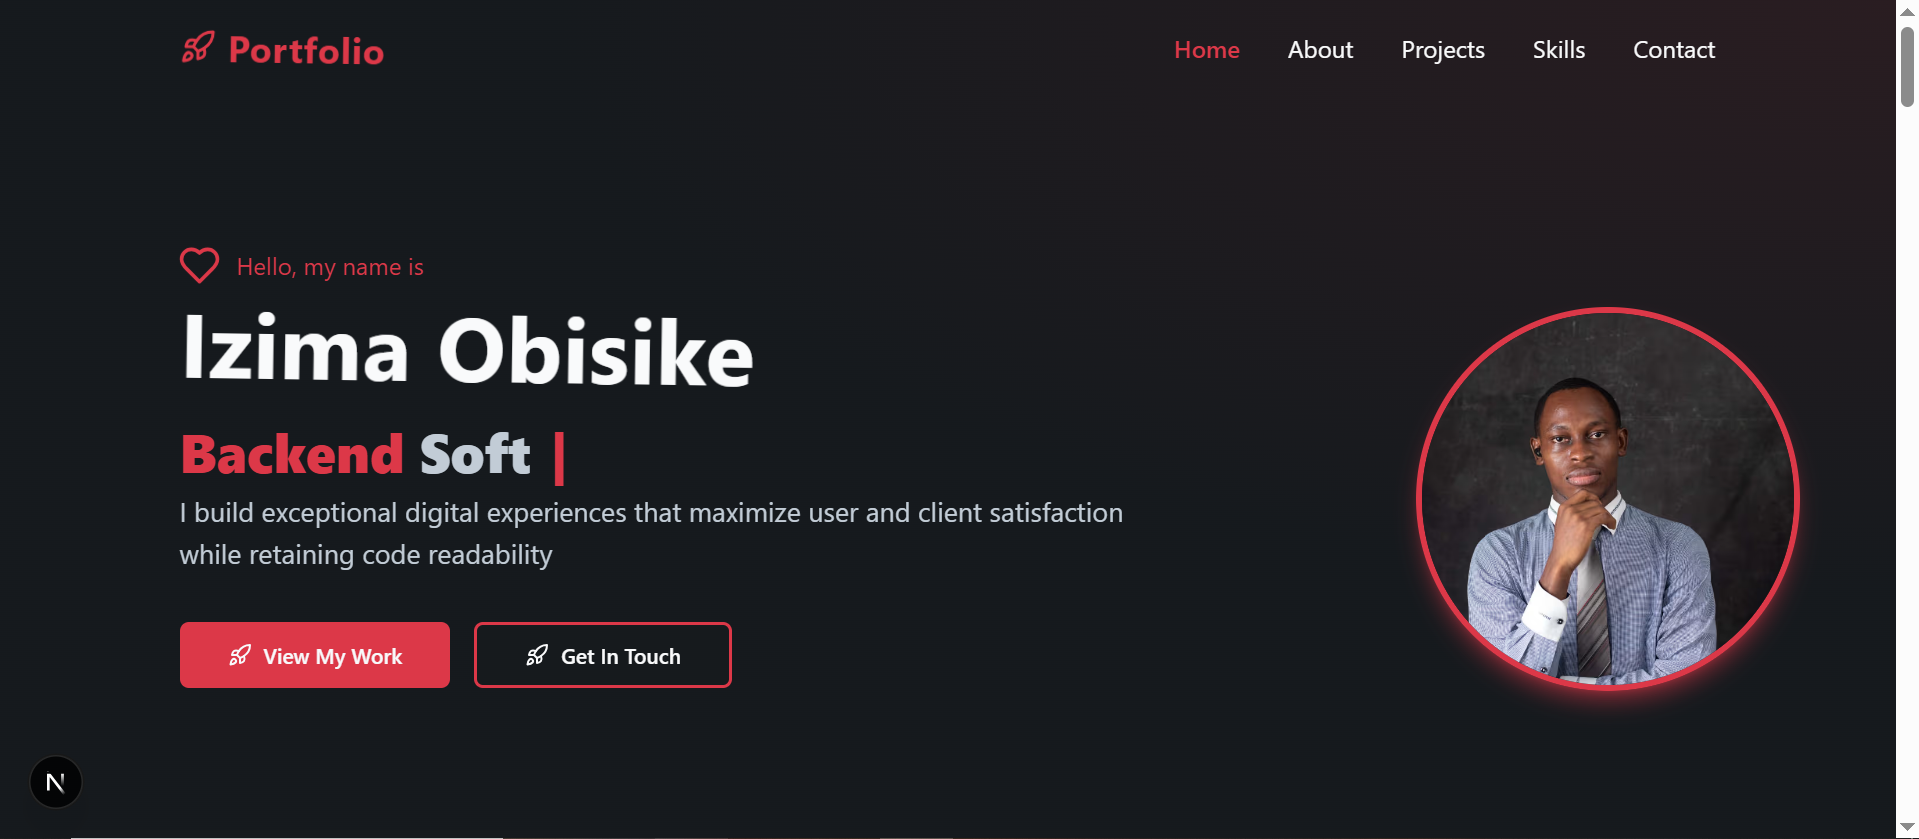 Portfolio
Home About Projects Skills Contact
Hello, my name is
Izima Obisike
Backend Soft |
I build exceptional digital experiences that maximize user and client satisfaction
while retaining code readability
View My Work
Get In Touch
N